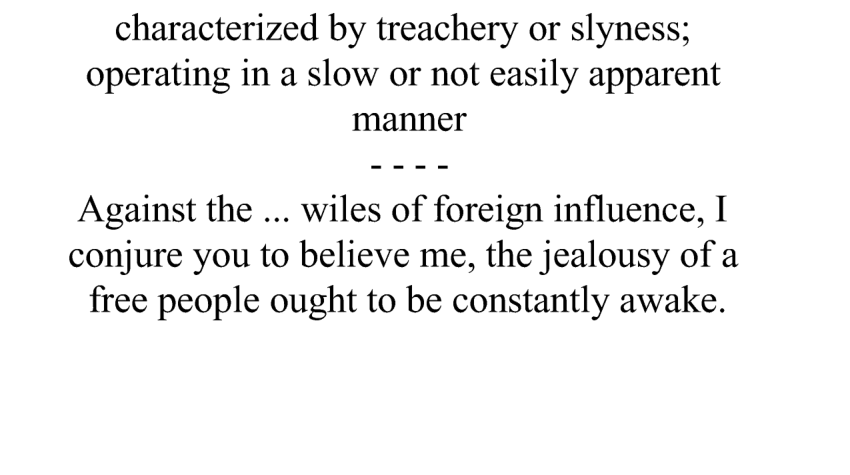 characterized by treachery or slyness;
operating in a slow or not easily apparent
manner
- - - -
Against the ... wiles of foreign influence, I
conjure you to believe me, the jealousy of a
free people ought to be constantly awake.